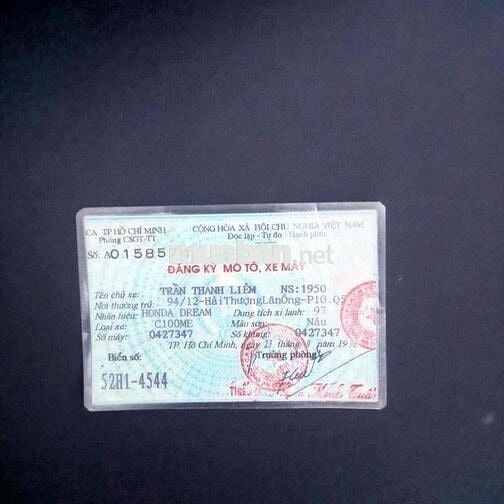 CA TP HỒ CHÍ MINH
Phòng CSGT-TT
Số: A01585
CỘNG HÒA XÃ HỘI CHỦ NGHĨA VIỆT NAM
Độc lập - Tự do - Hạnh phúc
ĐĂNG KÝ MÔ TÔ, XE MÁY
Tên chủ xe: TRẦN THANH LIÊM NS:1950
Nơi thường trú: 94/12-HảiThượngLãnÔng-P10.Q5
Nhãn hiệu: HONDA DREAM Dung tích xi lanh: 97
Loại xe: C100ME Màu sơn: Nâu
Số máy: 0427347 Số khung: 0427347
TP. Hồ Chí Minh, ngày 23 tháng năm 19
Biển số: Trưởng phòng
52H1-4544